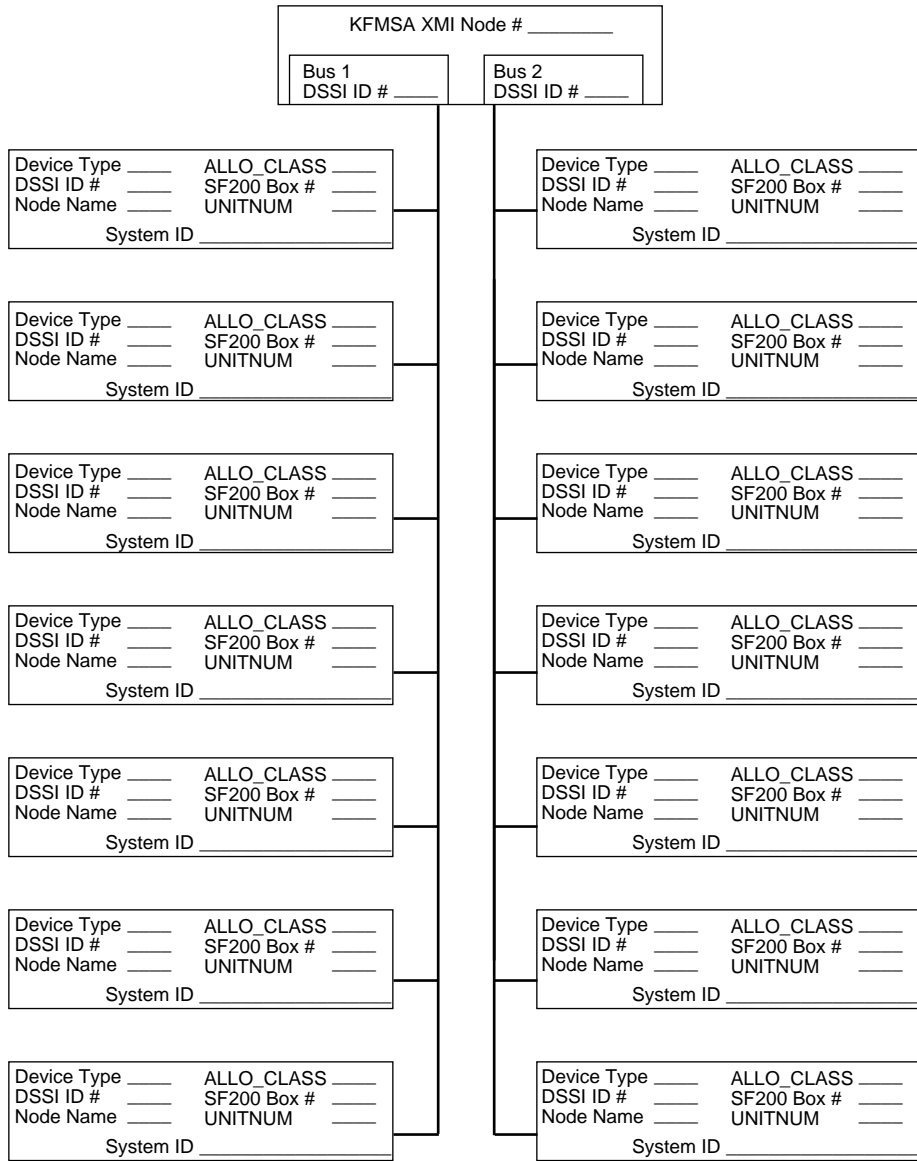 KFMSA XMI Node # ________
Bus 1
DSSI ID # ____
Bus 2
DSSI ID # ____
Device Type ____ ALLO_CLASS ____
DSSI ID # ____ SF200 Box # ____
Node Name ____ UNITNUM ____
System ID __________________
Device Type ____ ALLO_CLASS ____
DSSI ID # ____ SF200 Box # ____
Node Name ____ UNITNUM ____
System ID __________________
Device Type ____ ALLO_CLASS ____
DSSI ID # ____ SF200 Box # ____
Node Name ____ UNITNUM ____
System ID __________________
Device Type ____ ALLO_CLASS ____
DSSI ID # ____ SF200 Box # ____
Node Name ____ UNITNUM ____
System ID __________________
Device Type ____ ALLO_CLASS ____
DSSI ID # ____ SF200 Box # ____
Node Name ____ UNITNUM ____
System ID __________________
Device Type ____ ALLO_CLASS ____
DSSI ID # ____ SF200 Box # ____
Node Name ____ UNITNUM ____
System ID __________________
Device Type ____ ALLO_CLASS ____
DSSI ID # ____ SF200 Box # ____
Node Name ____ UNITNUM ____
System ID __________________
Device Type ____ ALLO_CLASS ____
DSSI ID # ____ SF200 Box # ____
Node Name ____ UNITNUM ____
System ID __________________
Device Type ____ ALLO_CLASS ____
DSSI ID # ____ SF200 Box # ____
Node Name ____ UNITNUM ____
System ID __________________
Device Type ____ ALLO_CLASS ____
DSSI ID # ____ SF200 Box # ____
Node Name ____ UNITNUM ____
System ID __________________
Device Type ____ ALLO_CLASS ____
DSSI ID # ____ SF200 Box # ____
Node Name ____ UNITNUM ____
System ID __________________
Device Type ____ ALLO_CLASS ____
DSSI ID # ____ SF200 Box # ____
Node Name ____ UNITNUM ____
System ID __________________
Device Type ____ ALLO_CLASS ____
DSSI ID # ____ SF200 Box # ____
Node Name ____ UNITNUM ____
System ID __________________
Device Type ____ ALLO_CLASS ____
DSSI ID # ____ SF200 Box # ____
Node Name ____ UNITNUM ____
System ID __________________